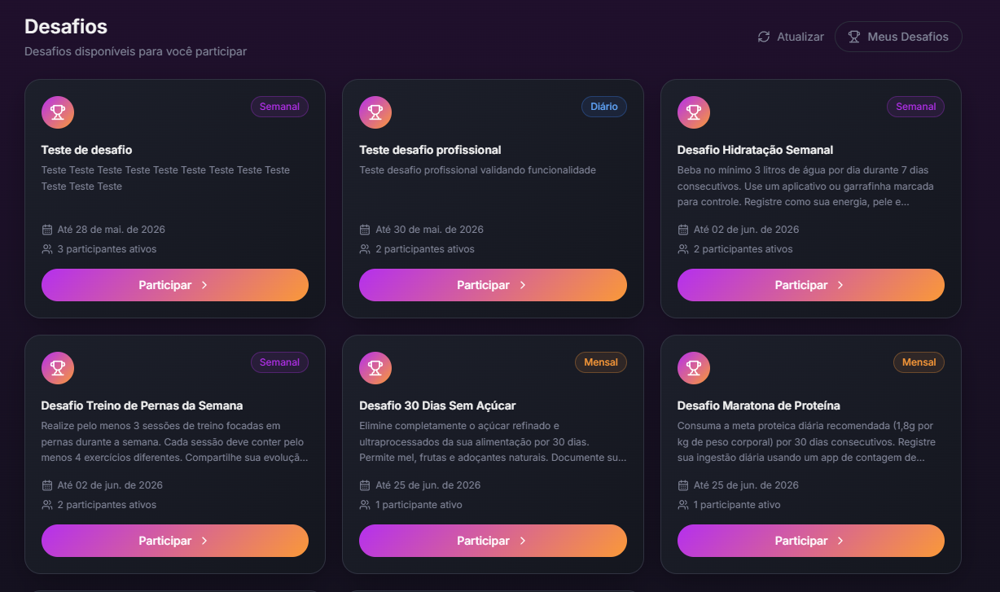 Desafios
Desafios disponíveis para você participar
Atualizar
Meus Desafios
Semanal
Teste de desafio
Teste Teste Teste Teste Teste Teste Teste Teste Teste
Teste Teste Teste
Até 28 de mai. de 2026
3 participantes ativos
Participar
Diário
Teste desafio profissional
Teste desafio profissional validando funcionalidade
Até 30 de mai. de 2026
2 participantes ativos
Participar
Semanal
Desafio Hidratação Semanal
Beba no mínimo 3 litros de água por dia durante 7 dias
consecutivos. Use um aplicativo ou garrafinha marcada
para controle. Registre como sua energia, pele e...
Até 02 de jun. de 2026
2 participantes ativos
Participar
Semanal
Desafio Treino de Pernas da Semana
Realize pelo menos 3 sessões de treino focadas em
pernas durante a semana. Cada sessão deve conter pelo
menos 4 exercícios diferentes. Compartilhe sua evoluçã...
Até 02 de jun. de 2026
2 participantes ativos
Participar
Mensal
Desafio 30 Dias Sem Açúcar
Elimine completamente o açúcar refinado e
ultraprocessados da sua alimentação por 30 dias.
Permite mel, frutas e adoçantes naturais. Documente su...
Até 25 de jun. de 2026
1 participante ativo
Participar
Mensal
Desafio Maratona de Proteína
Consuma a meta proteica diária recomendada (1,8g por
kg de peso corporal) por 30 dias consecutivos. Registre
sua ingestão diária usando um app de contagem de...
Até 25 de jun. de 2026
1 participante ativo
Participar